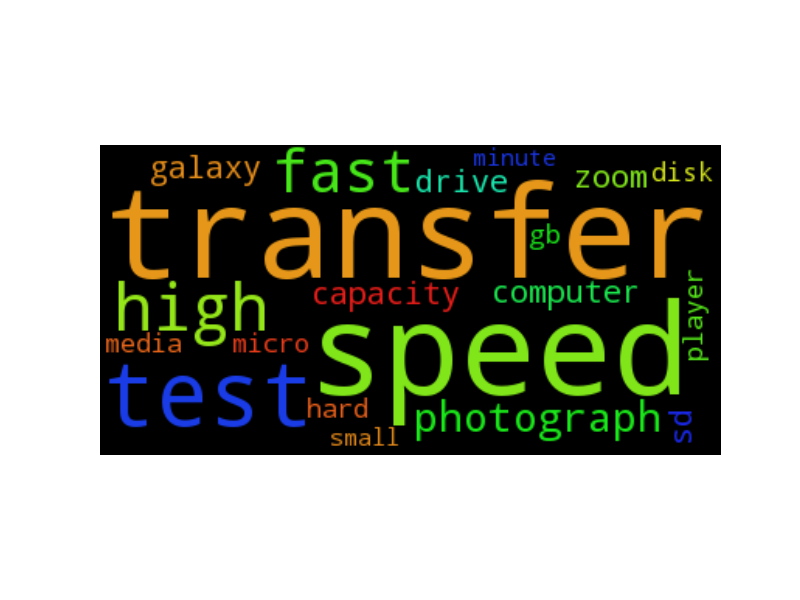 galaxy fast drive minute zoom disk
transfer
gb
high capacity computer player
media micro speed
test hard photograph sd
small